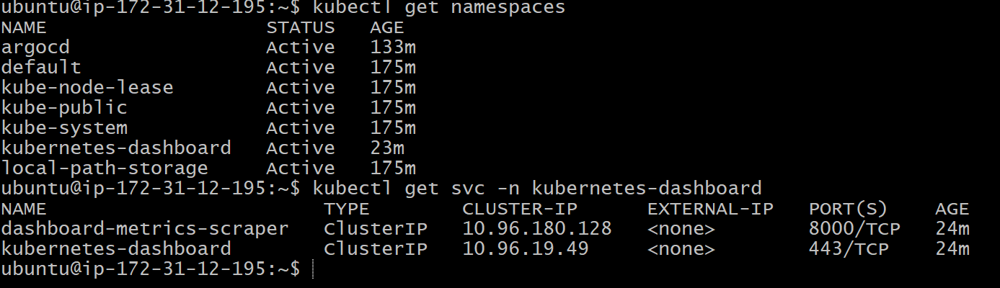 ubuntu@ip-172-31-12-195:~$ kubectl get namespaces
NAME                   STATUS   AGE
argocd                 Active   133m
default                Active   175m
kube-node-lease        Active   175m
kube-public            Active   175m
kube-system            Active   175m
kubernetes-dashboard   Active   23m
local-path-storage     Active   175m
ubuntu@ip-172-31-12-195:~$ kubectl get svc -n kubernetes-dashboard
NAME                        TYPE        CLUSTER-IP      EXTERNAL-IP   PORT(S)    AGE
dashboard-metrics-scraper   ClusterIP   10.96.180.128   <none>        8000/TCP   24m
kubernetes-dashboard        ClusterIP   10.96.19.49     <none>        443/TCP    24m
ubuntu@ip-172-31-12-195:~$